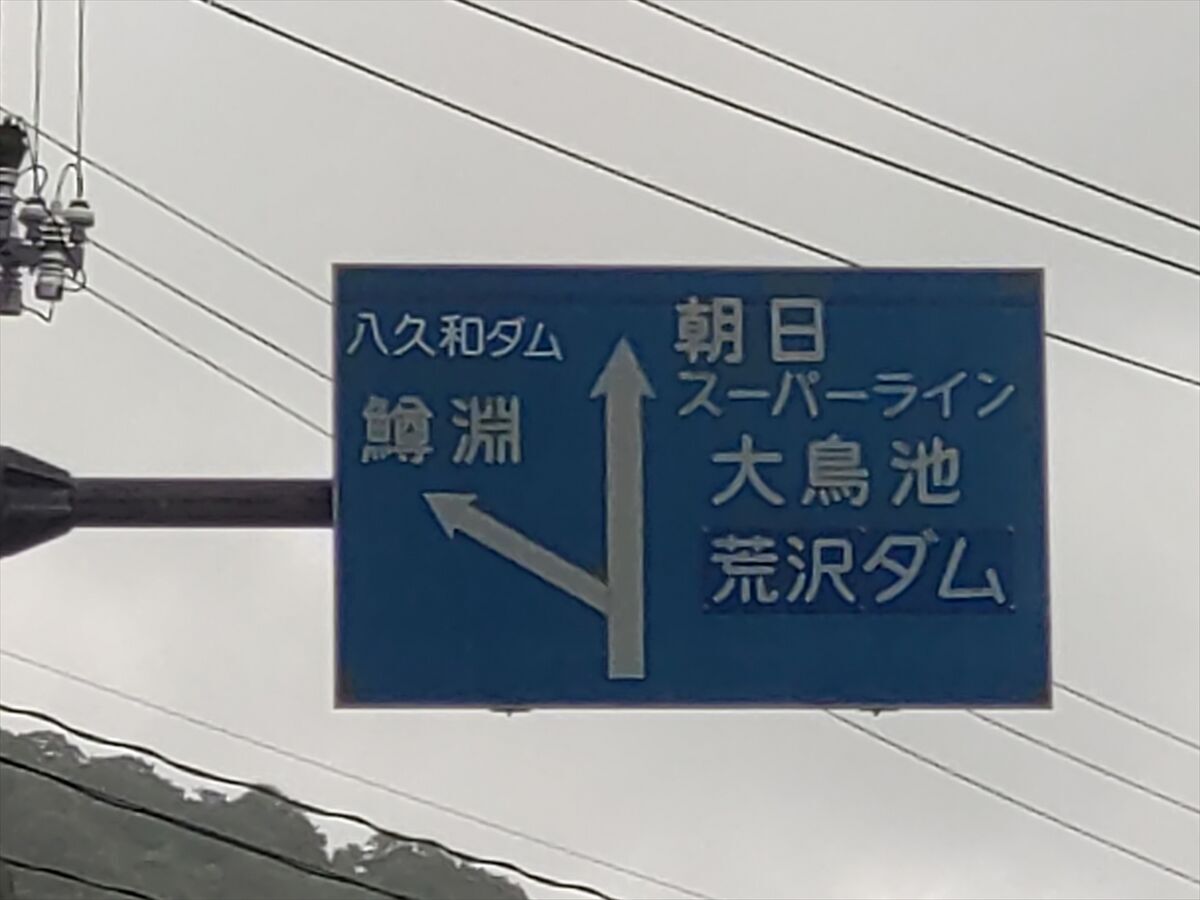 八久和ダム
鱒淵
朝日
スーパーライン
大鳥池
荒沢ダム